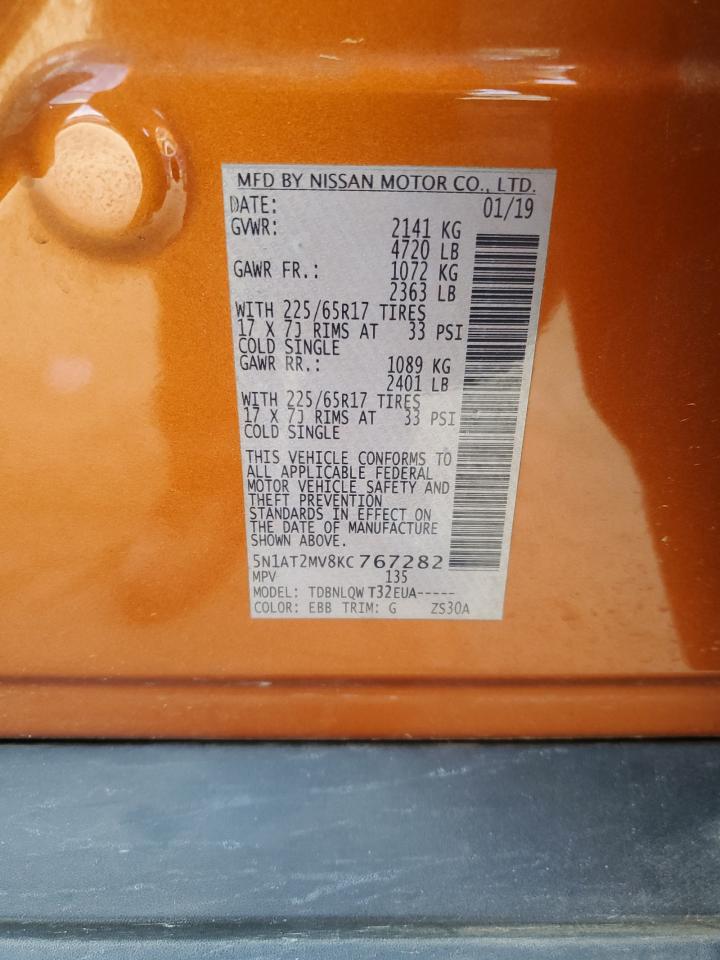 MFD BY NISSAN MOTOR CO., LTD.
DATE: 01/19
GVWR: 2141 KG
4720 LB
GAWR FR.: 1072 KG
2363 LB
WITH 225/65R17 TIRES
17 X 7J RIMS AT 33 PSI
COLD SINGLE
GAWR RR.: 1089 KG
2401 LB
WITH 225/65R17 TIRES
17 X 7J RIMS AT 33 PSI
COLD SINGLE
THIS VEHICLE CONFORMS TO
ALL APPLICABLE FEDERAL
MOTOR VEHICLE SAFETY AND
THEFT PREVENTION
STANDARDS IN EFFECT ON
THE DATE OF MANUFACTURE
SHOWN ABOVE.
5N1AT2MV8KC767282
MPV 135
MODEL: TDBNLQW T32EUA-----
COLOR: EBB TRIM: G ZS30A